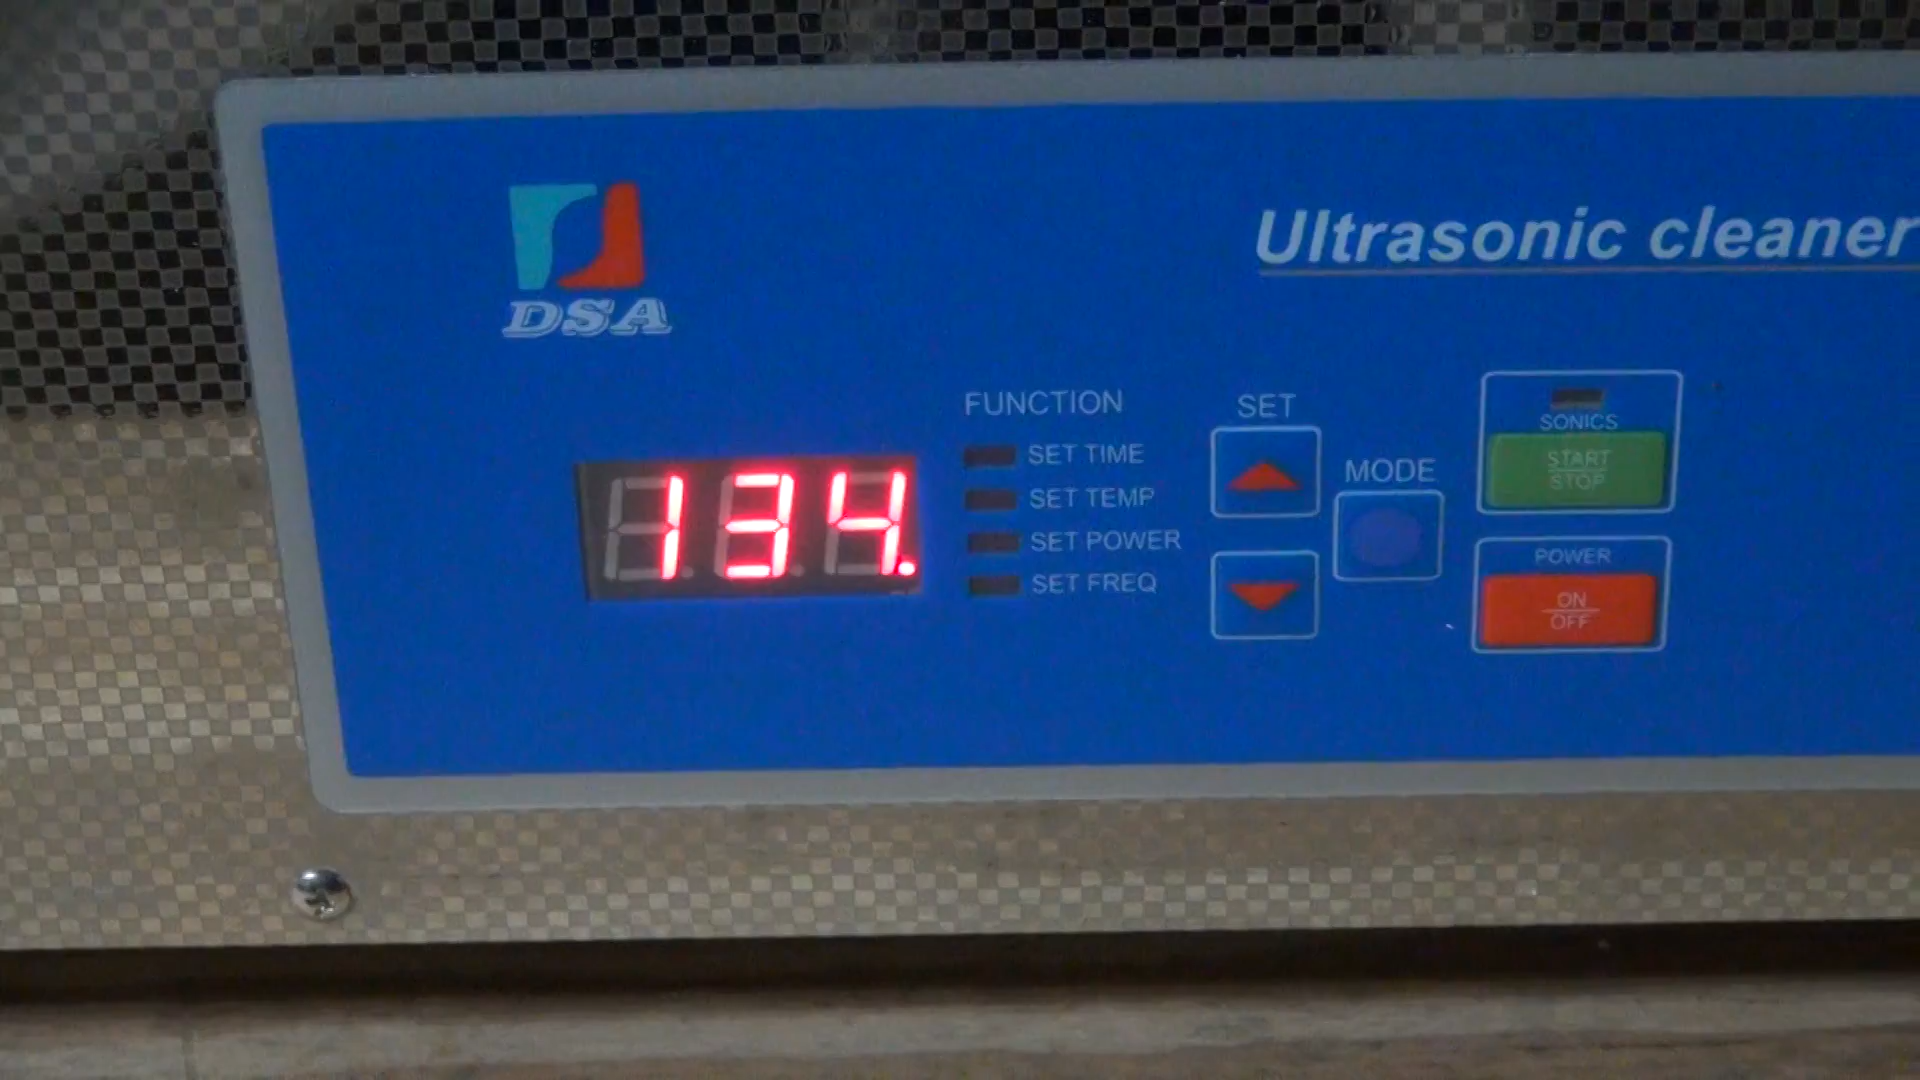 DSA
Ultrasonic cleaner
134.
FUNCTION
SET TIME
SET TEMP
SET POWER
SET FREQ
SET
MODE
SONICS
START
STOP
POWER
ON
OFF